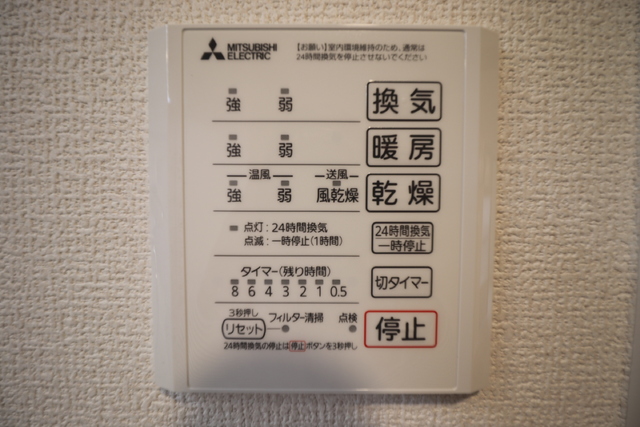 MITSUBISHI
ELECTRIC
【お願い】室内環境維持のため、通常は
24時間換気を停止させないでください
強 弱 換気
強 弱 暖房
温風 送風
強 弱 風乾燥 乾燥
点灯:24時間換気
点滅:一時停止(1時間)
24時間換気
一時停止
タイマー(残り時間)
8 6 4 3 2 1 0.5
切タイマー
3秒押し
リセット フィルター清掃 点検
停止
24時間換気の停止は停止ボタンを3秒押し